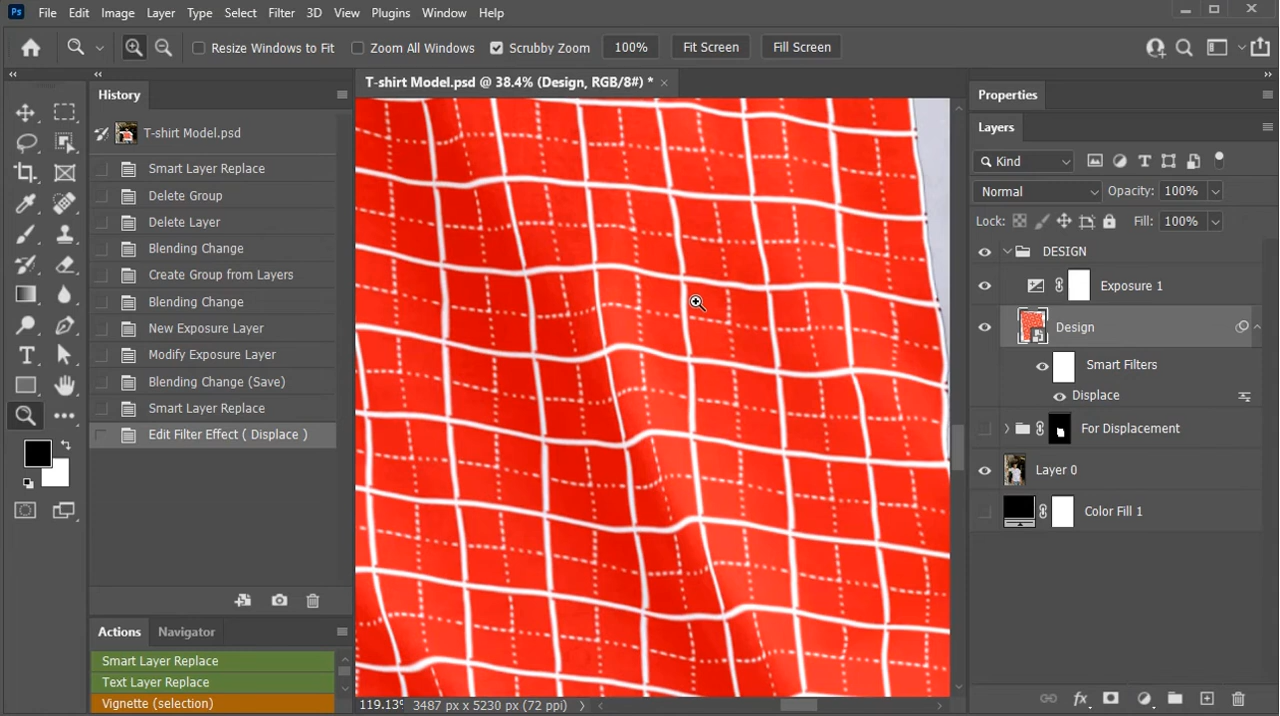 Ps File Edit Image Layer Type Select Filter 3D View Plugins Window Help
Resize Windows to Fit Zoom All Windows Scrubby Zoom 100% Fit Screen Fill Screen
T-shirt Model.psd @ 38.4% (Design, RGB/8#) *
History
T-shirt Model.psd
Smart Layer Replace
Delete Group
Delete Layer
Blending Change
Create Group from Layers
Blending Change
New Exposure Layer
Modify Exposure Layer
Blending Change (Save)
Smart Layer Replace
Edit Filter Effect ( Displace )
Actions Navigator
Smart Layer Replace
Text Layer Replace
Vignette (selection)
119.13% 3487 px x 5230 px (72 ppi)
Properties
Layers
Kind
Normal Opacity: 100%
Lock: Fill: 100%
DESIGN
Exposure 1
Design
Smart Filters
Displace
For Displacement
Layer 0
Color Fill 1
fx